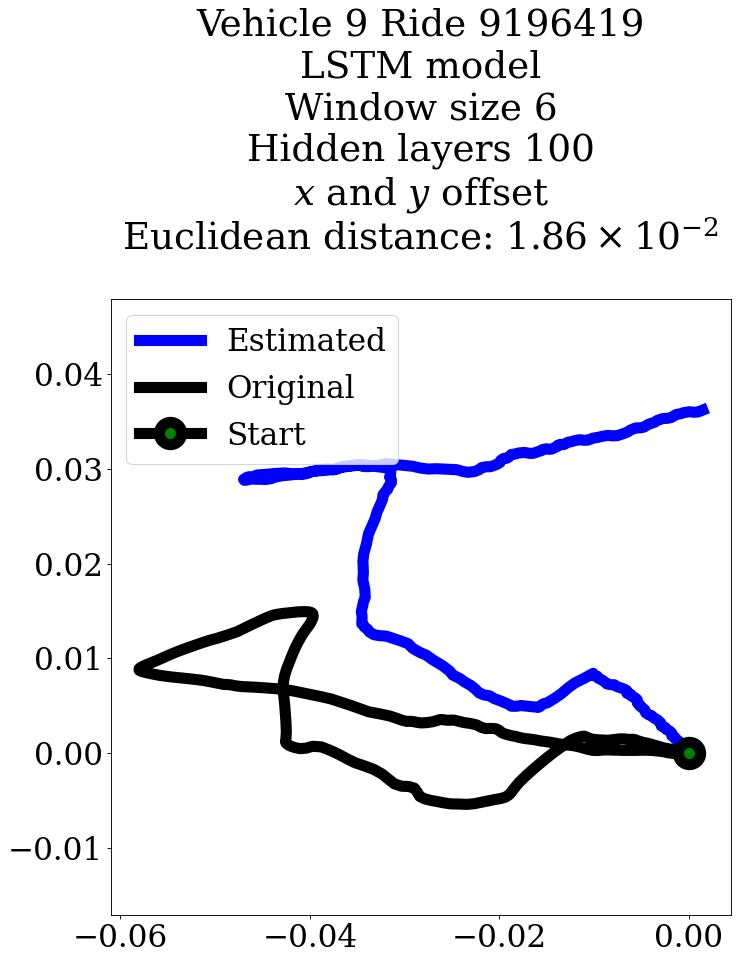 Vehicle 9 Ride 9196419
LSTM model
Window size 6
Hidden layers 100
x and y offset
Euclidean distance: 1.86 × 10⁻²
Estimated
Original
Start
0.04
0.03
0.02
0.01
0.00
−0.01
−0.06 −0.04 −0.02 0.00